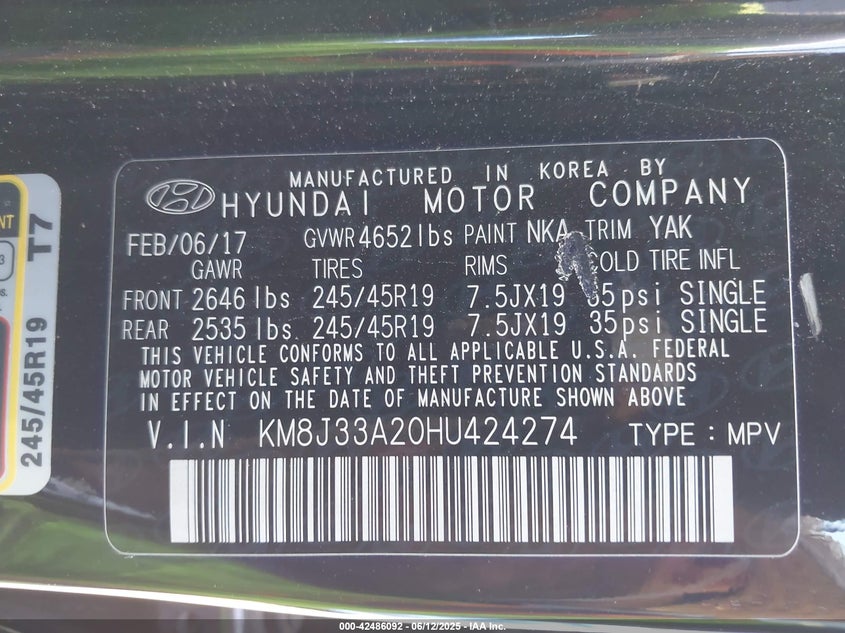 MANUFACTURED IN KOREA BY
HYUNDAI MOTOR COMPANY
FEB/06/17 GVWR 4652 lbs PAINT NKA TRIM YAK
GAWR TIRES RIMS OLD TIRE INFL
FRONT 2646 lbs 245/45R19 7.5JX19 35psi SINGLE
REAR 2535 lbs 245/45R19 7.5JX19 35psi SINGLE
THIS VEHICLE CONFORMS TO ALL APPLICABLE U.S.A. FEDERAL
MOTOR VEHICLE SAFETY AND THEFT PREVENTION STANDARDS
IN EFFECT ON THE DATE OF MANUFACTURE SHOWN ABOVE
V.I.N KM8J33A20HU424274 TYPE : MPV
245/45R19 T7
000-42486092 - 06/12/2025 - IAA Inc.